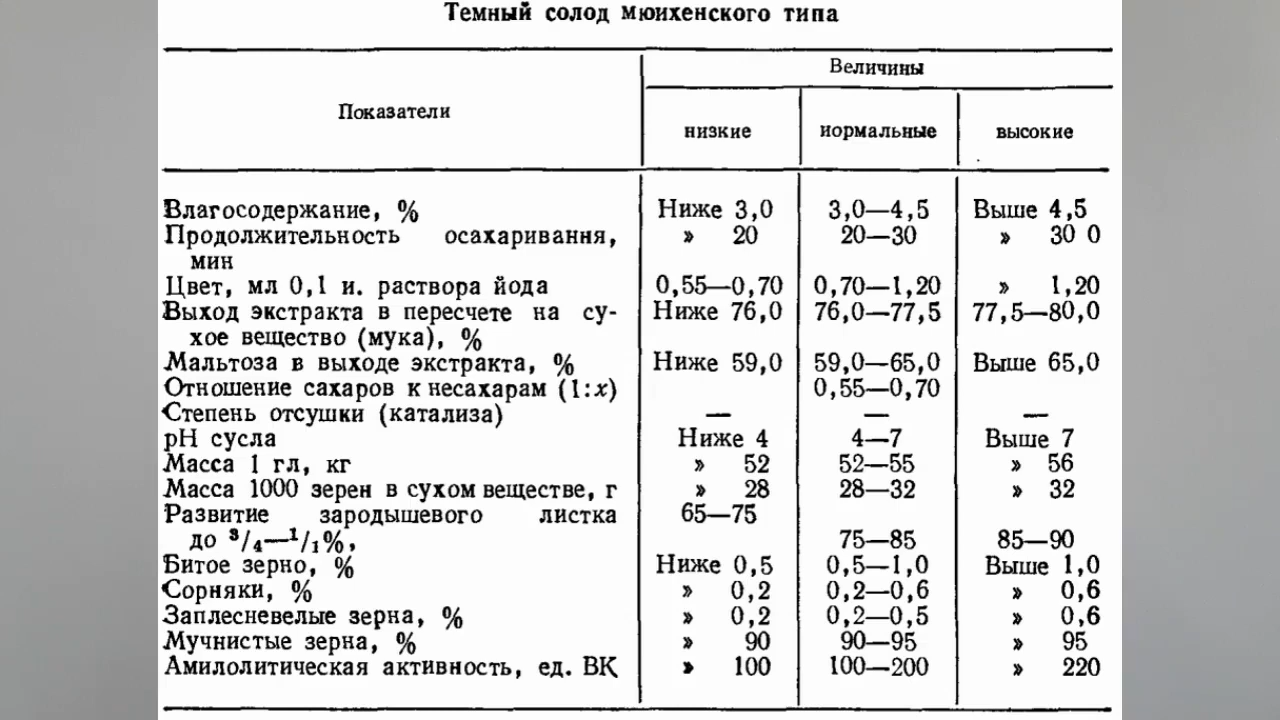 Темный солод мюихенского типа
Показатели
Величины
низкие иормальные высокие
Влагосодержание, % Ниже 3,0 3,0—4,5 Выше 4,5
Продолжительность осахаривання, » 20 20—30 » 30 0
мин
Цвет, мл 0,1 и. раствора йода 0,55—0,70 0,70—1,20 » 1,20
Выход экстракта в пересчете на су- Ниже 76,0 76,0—77,5 77,5—80,0
хое вещество (мука), %
Мальтоза в выходе экстракта, % Ниже 59,0 59,0—65,0 Выше 65,0
Отношение сахаров к несахарам (1:x) 0,55—0,70
Степень отсушки (катализа) — — —
pH сусла Ниже 4 4—7 Выше 7
Масса 1 гл, кг » 52 52—55 » 56
Масса 1000 зерен в сухом веществе, г » 28 28—32 » 32
Развитие зародышевого листка 65—75
до 3/4—1/1%, 75—85 85—90
Битое зерно, % Ниже 0,5 0,5—1,0 Выше 1,0
Сорняки, % » 0,2 0,2—0,6 » 0,6
Заплесневелые зерна, % » 0,2 0,2—0,5 » 0,6
Мучнистые зерна, % » 90 90—95 » 95
Амилолитическая активность, ед. ВК » 100 100—200 » 220